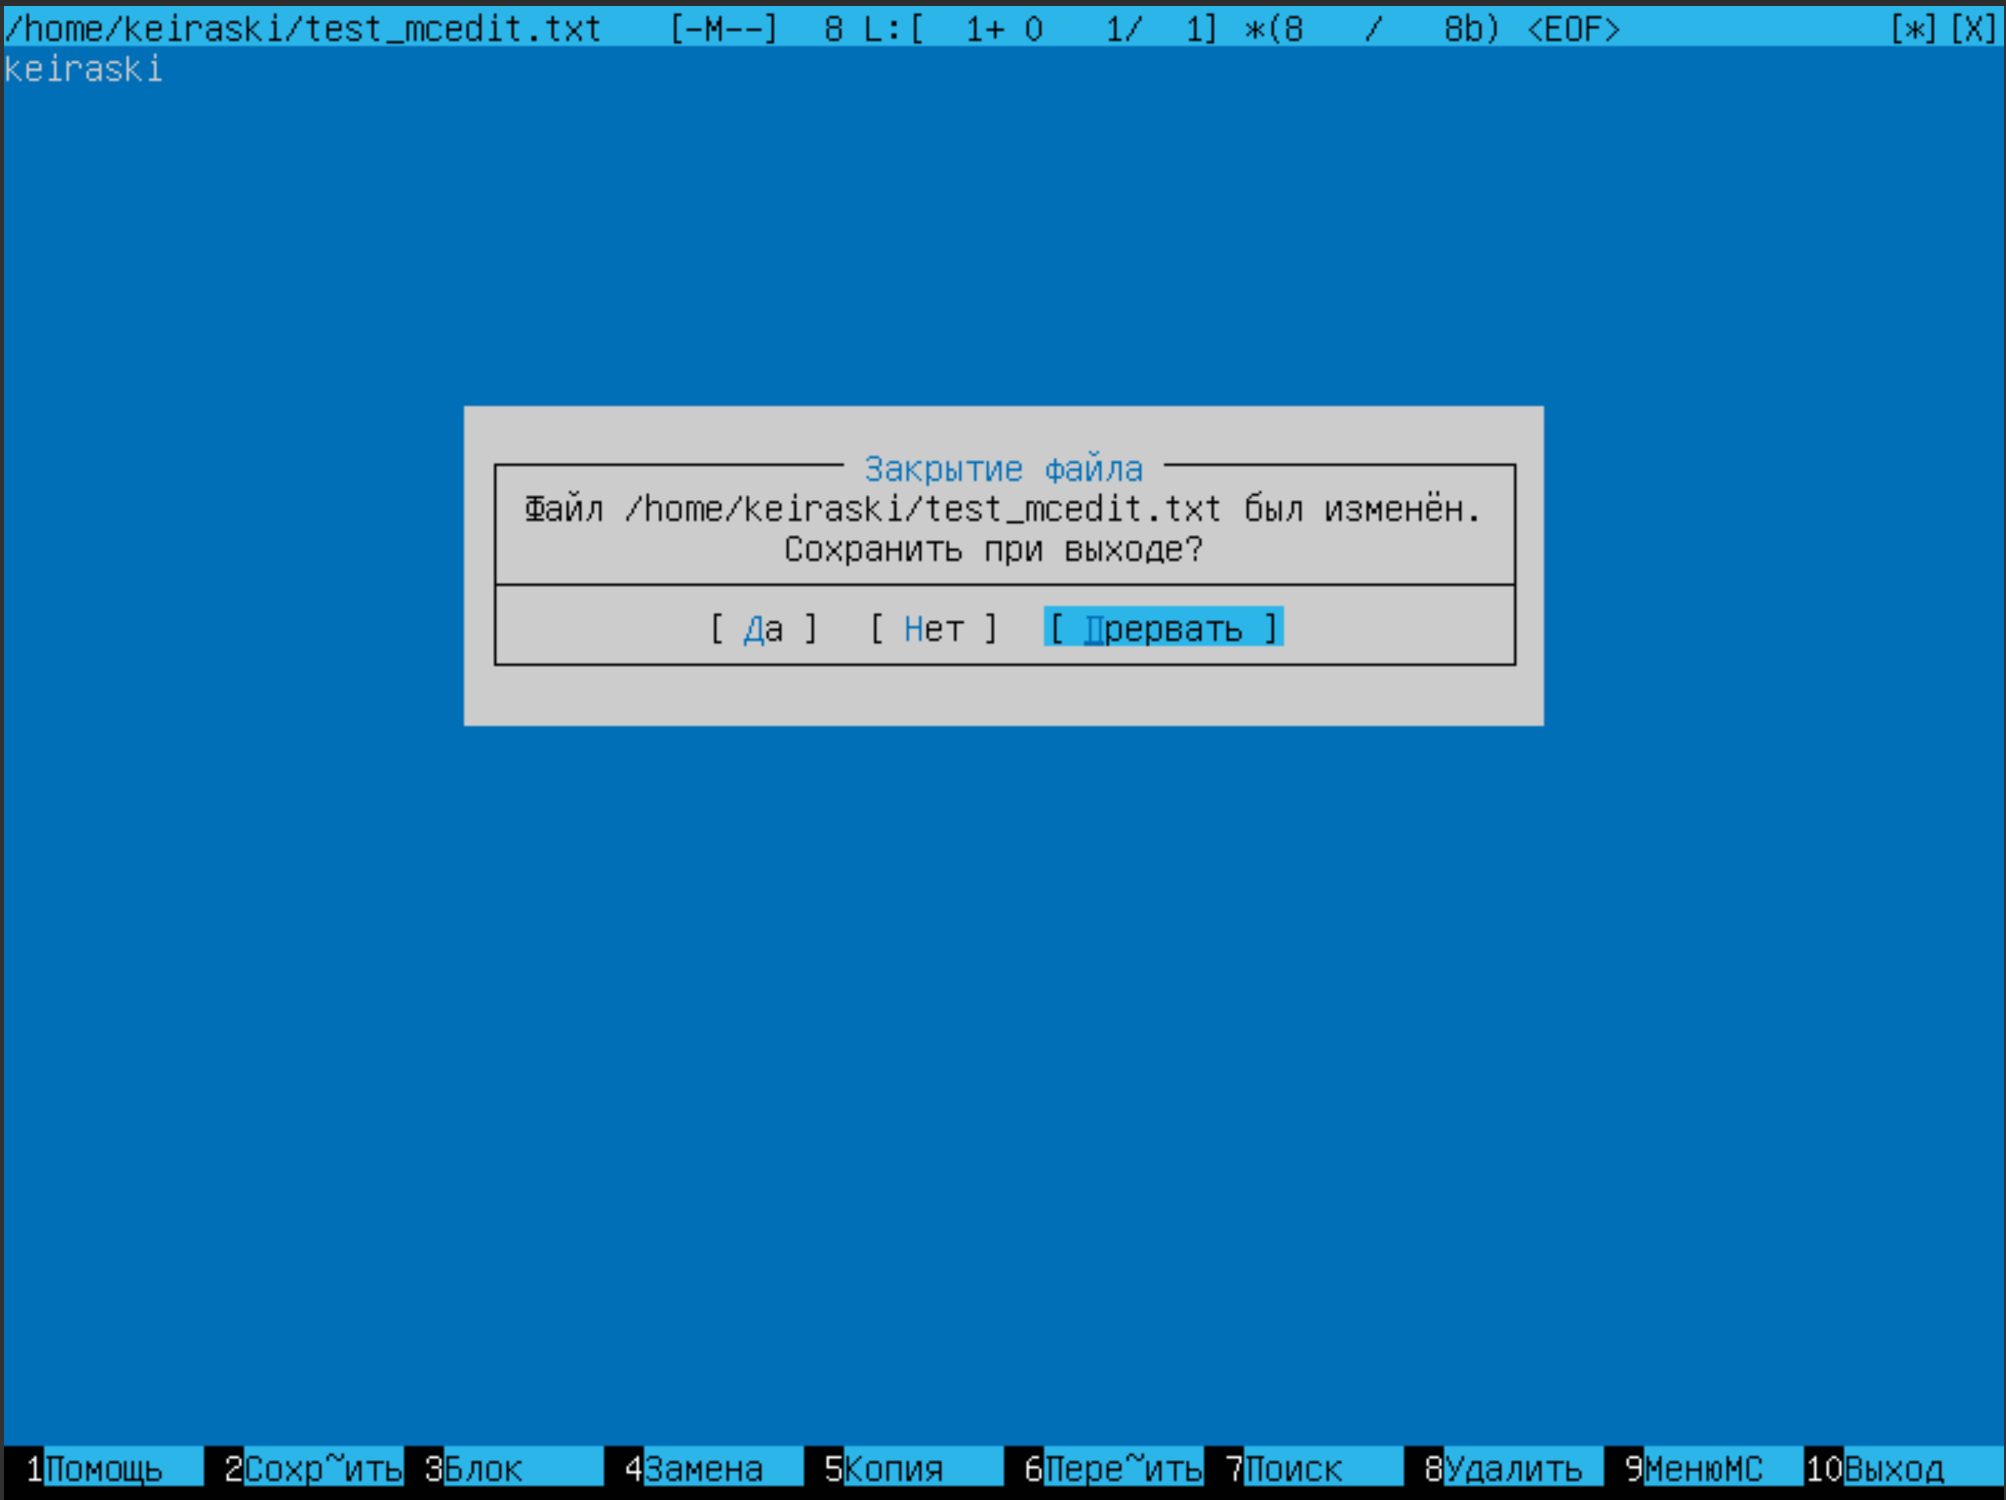 /home/keiraski/test_mcedit.txt [-M--] 8 L:[ 1+ 0 1/ 1] *(8 / 8b) <EOF> [*][X]
keiraski
Закрытие файла
Файл /home/keiraski/test_mcedit.txt был изменён.
Сохранить при выходе?
[ Да ] [ Нет ] [ Прервать ]
1Помощь 2Сохр~ить 3Блок 4Замена 5Копия 6Пере~ить 7Поиск 8Удалить 9МенюМС 10Выход